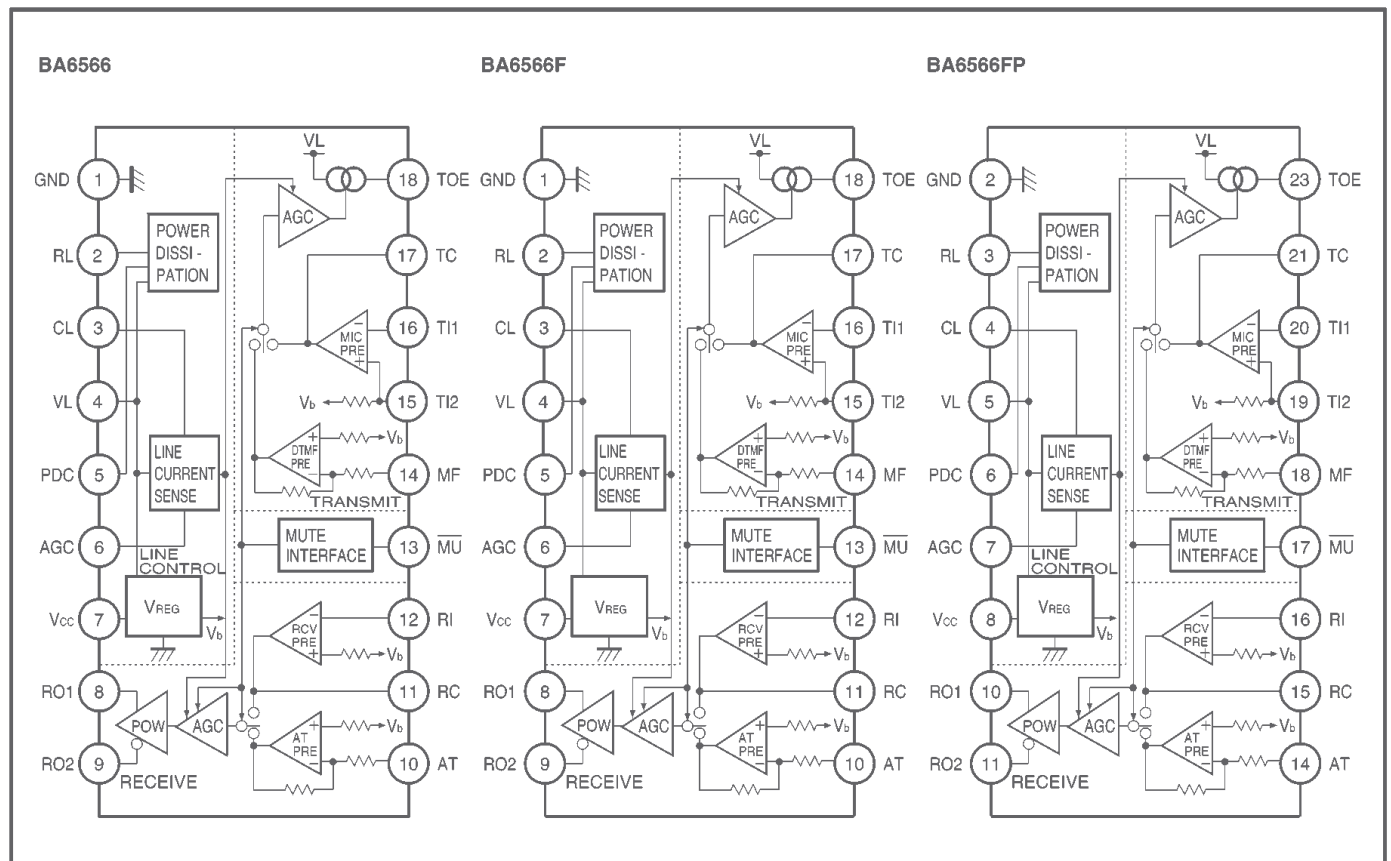 BA6566
VL
GND 1
18 TOE
AGC
POWER
DISSI -
PATION
RL 2
17 TC
CL 3
16 TI1
−
MIC
PRE
+
VL 4
Vb
15 TI2
LINE
CURRENT
SENSE
+
DTMF
PRE
−
Vb
PDC 5
14 MF
TRANSMIT
AGC 6
MUTE
INTERFACE
13 MU
LINE
CONTROL
Vcc 7
VREG
Vb
−
RCV
PRE
+
Vb
12 RI
RO1 8
11 RC
POW
AGC
+
AT
PRE
−
Vb
RO2 9
10 AT
RECEIVE
BA6566F
VL
GND 1
18 TOE
AGC
POWER
DISSI -
PATION
RL 2
17 TC
CL 3
16 TI1
−
MIC
PRE
+
VL 4
Vb
15 TI2
LINE
CURRENT
SENSE
+
DTMF
PRE
−
Vb
PDC 5
14 MF
TRANSMIT
AGC 6
MUTE
INTERFACE
13 MU
LINE
CONTROL
Vcc 7
VREG
Vb
−
RCV
PRE
+
Vb
12 RI
RO1 8
11 RC
POW
AGC
+
AT
PRE
−
Vb
RO2 9
10 AT
RECEIVE
BA6566FP
VL
GND 2
23 TOE
AGC
POWER
DISSI -
PATION
RL 3
21 TC
CL 4
20 TI1
−
MIC
PRE
+
VL 5
Vb
19 TI2
LINE
CURRENT
SENSE
+
DTMF
PRE
−
Vb
PDC 6
18 MF
TRANSMIT
AGC 7
MUTE
INTERFACE
17 MU
LINE
CONTROL
Vcc 8
VREG
Vb
−
RCV
PRE
+
Vb
16 RI
RO1 10
15 RC
POW
AGC
+
AT
PRE
−
Vb
RO2 11
14 AT
RECEIVE